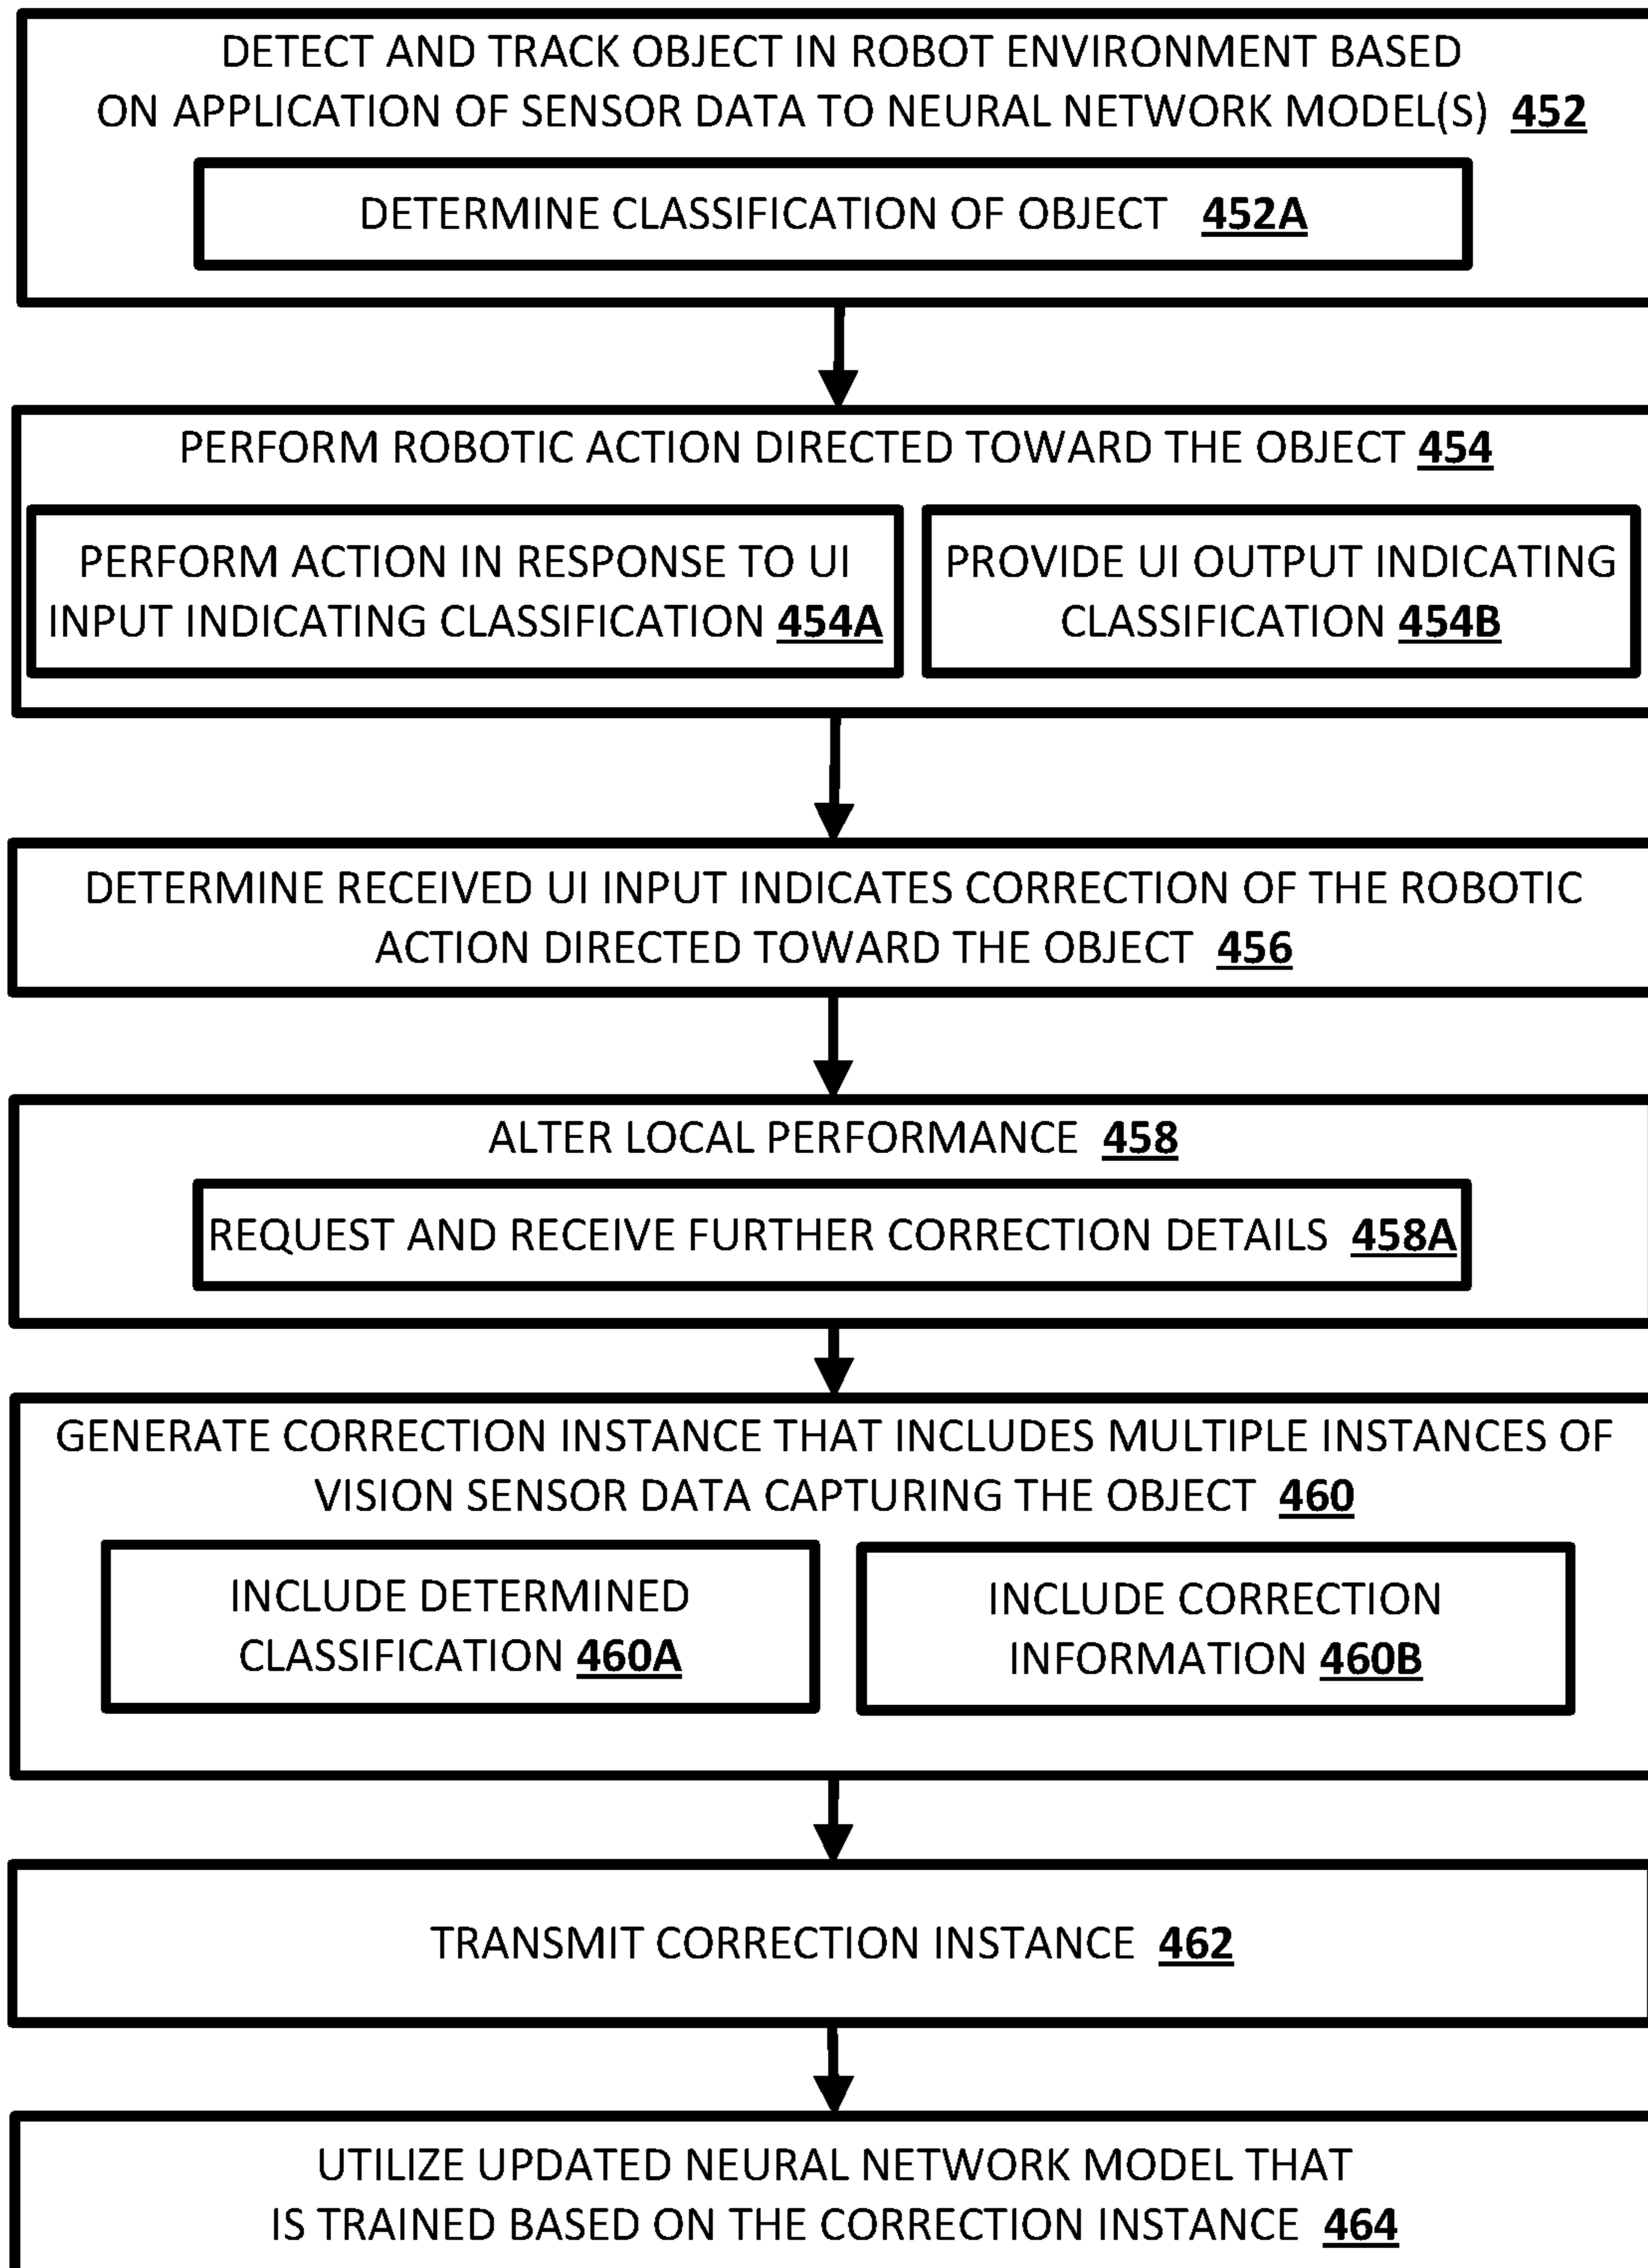 DETECT AND TRACK OBJECT IN ROBOT ENVIRONMENT BASED
ON APPLICATION OF SENSOR DATA TO NEURAL NETWORK MODEL(S) 452
DETERMINE CLASSIFICATION OF OBJECT 452A
PERFORM ROBOTIC ACTION DIRECTED TOWARD THE OBJECT 454
PERFORM ACTION IN RESPONSE TO UI
INPUT INDICATING CLASSIFICATION 454A
PROVIDE UI OUTPUT INDICATING
CLASSIFICATION 454B
DETERMINE RECEIVED UI INPUT INDICATES CORRECTION OF THE ROBOTIC
ACTION DIRECTED TOWARD THE OBJECT 456
ALTER LOCAL PERFORMANCE 458
REQUEST AND RECEIVE FURTHER CORRECTION DETAILS 458A
GENERATE CORRECTION INSTANCE THAT INCLUDES MULTIPLE INSTANCES OF
VISION SENSOR DATA CAPTURING THE OBJECT 460
INCLUDE DETERMINED
CLASSIFICATION 460A
INCLUDE CORRECTION
INFORMATION 460B
TRANSMIT CORRECTION INSTANCE 462
UTILIZE UPDATED NEURAL NETWORK MODEL THAT
IS TRAINED BASED ON THE CORRECTION INSTANCE 464